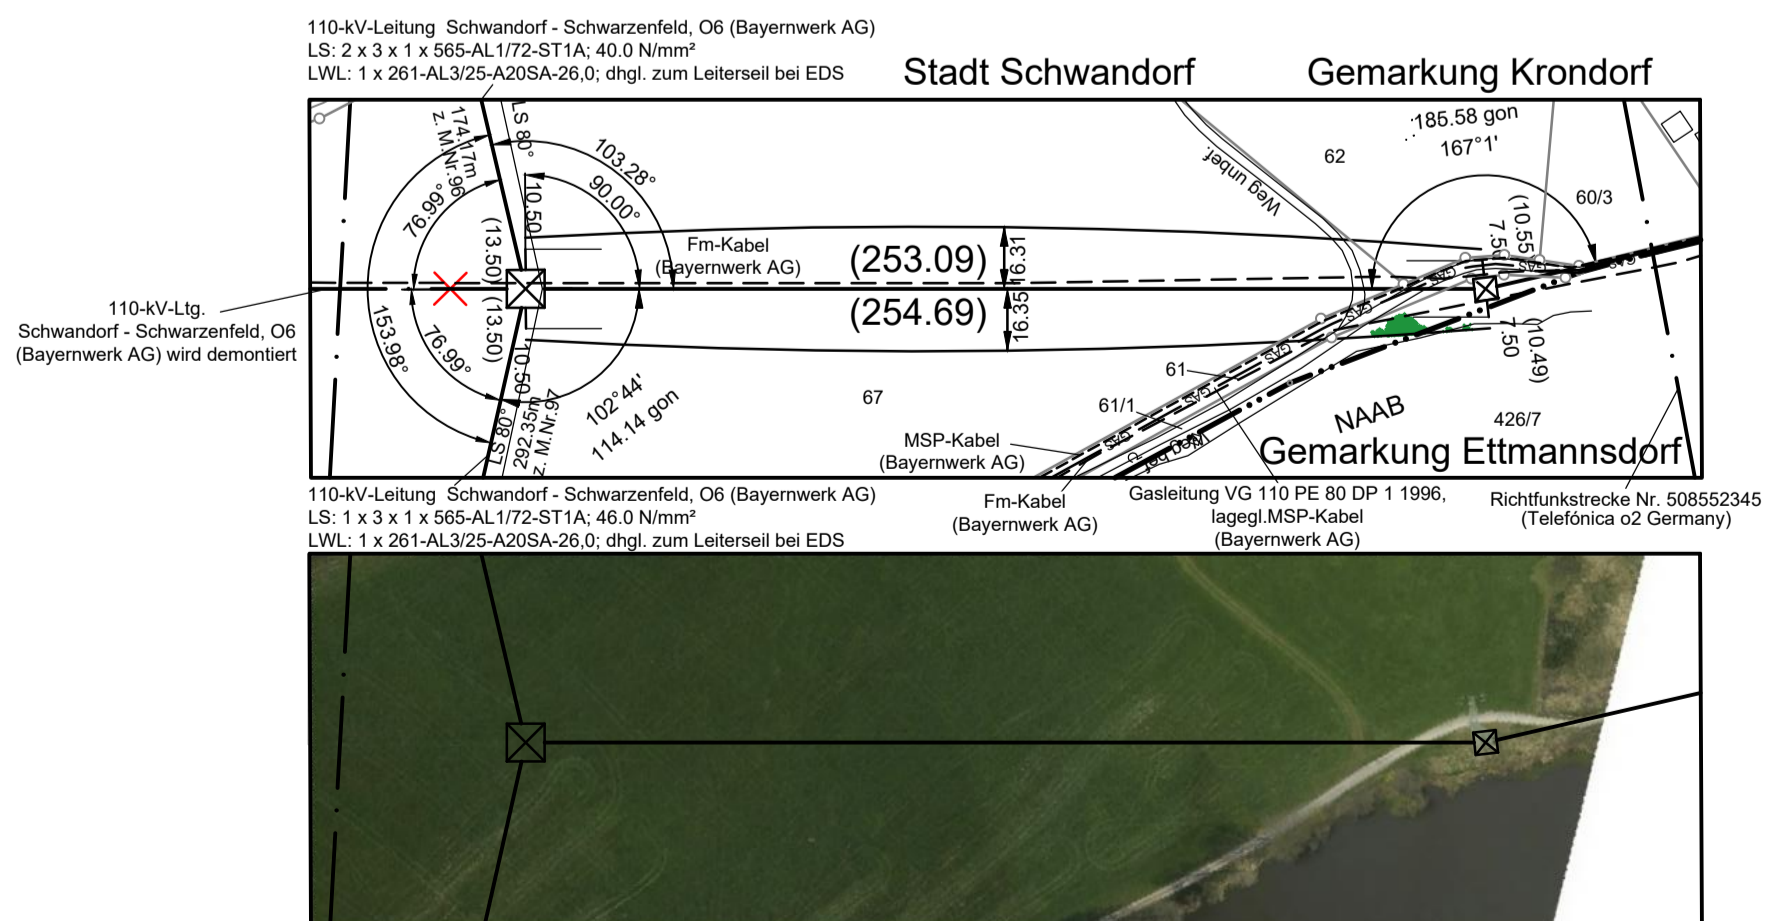 110-kV-Leitung Schwandorf - Schwarzenfeld, O6 (Bayernwerk AG)
LS: 2 x 3 x 1 x 565-AL1/72-ST1A; 40.0 N/mm²
LWL: 1 x 261-AL3/25-A20SA-26,0; dhgl. zum Leiterseil bei EDS
Stadt Schwandorf
Gemarkung Krondorf
174.17m
z. M.Nr.96
LS 80°
103.28°
90.00°
76.99°
10.50
(13.50)
Fm-Kabel
(Bayernwerk AG)
(253.09)
16.31
Weg unbef.
62
185.58 gon
167°1'
60/3
(10.55)
7.50
GAS
GAS
GAS
110-kV-Ltg.
Schwandorf - Schwarzenfeld, O6
(Bayernwerk AG) wird demontiert
153.98°
76.99°
(13.50)
10.50
LS 80°
292.35m
z. M.Nr.97
102°44'
114.14 gon
(254.69)
16.35
67
GAS
GAS
GAS
GAS
61
61/1
Weg bef.
MSP-Kabel
(Bayernwerk AG)
7.50
(10.49)
NAAB
426/7
Gemarkung Ettmannsdorf
110-kV-Leitung Schwandorf - Schwarzenfeld, O6 (Bayernwerk AG)
LS: 1 x 3 x 1 x 565-AL1/72-ST1A; 46.0 N/mm²
LWL: 1 x 261-AL3/25-A20SA-26,0; dhgl. zum Leiterseil bei EDS
Fm-Kabel
(Bayernwerk AG)
Gasleitung VG 110 PE 80 DP 1 1996,
lagegl.MSP-Kabel
(Bayernwerk AG)
Richtfunkstrecke Nr. 508552345
(Telefónica o2 Germany)